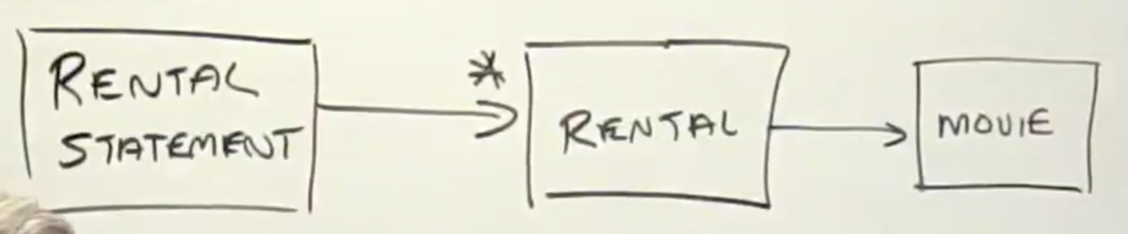 RENTAL
STATEMENT
*
RENTAL
MOVIE